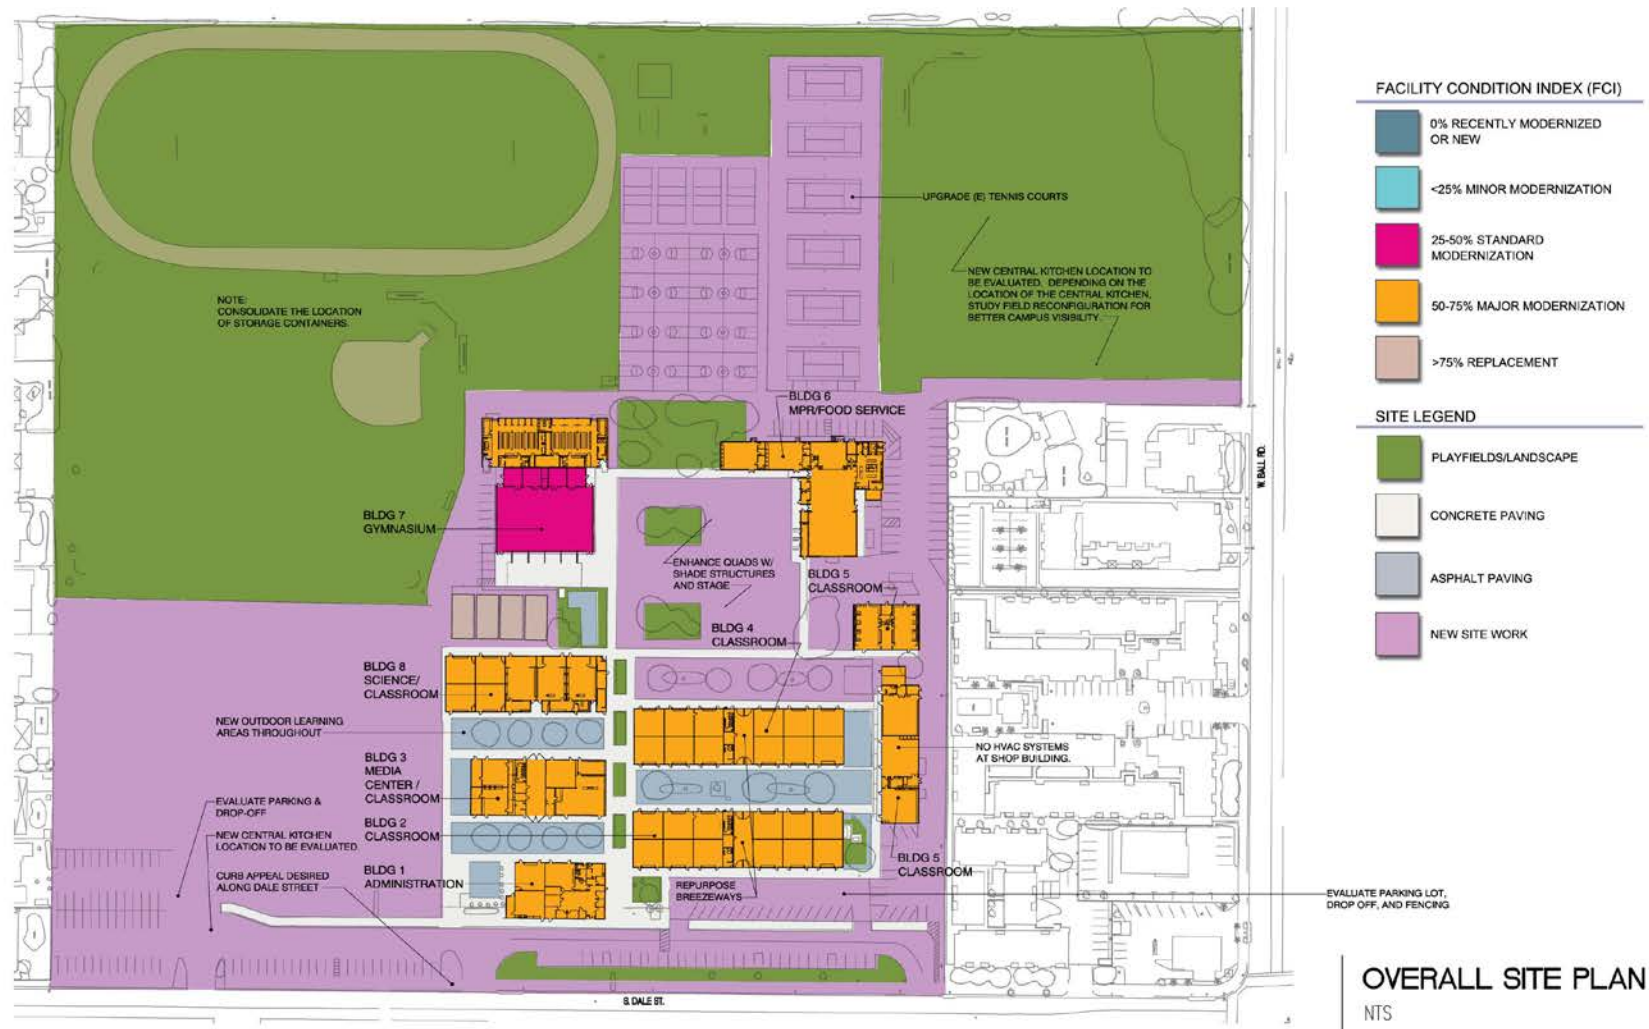 UPGRADE (E) TENNIS COURTS
NEW CENTRAL KITCHEN LOCATION TO
BE EVALUATED. DEPENDING ON THE
LOCATION OF THE CENTRAL KITCHEN,
STUDY FIELD RECONFIGURATION FOR
BETTER CAMPUS VISIBILITY.
NOTE:
CONSOLIDATE THE LOCATION
OF STORAGE CONTAINERS.
BLDG 6
MPR/FOOD SERVICE
BLDG 7
GYMNASIUM
ENHANCE QUADS W/
SHADE STRUCTURES
AND STAGE
BLDG 5
CLASSROOM
BLDG 4
CLASSROOM
BLDG 8
SCIENCE/
CLASSROOM
NEW OUTDOOR LEARNING
AREAS THROUGHOUT
NO HVAC SYSTEMS
AT SHOP BUILDING.
BLDG 3
MEDIA
CENTER /
CLASSROOM
EVALUATE PARKING &
DROP-OFF
BLDG 2
CLASSROOM
NEW CENTRAL KITCHEN
LOCATION TO BE EVALUATED.
BLDG 1
ADMINISTRATION
CURB APPEAL DESIRED
ALONG DALE STREET
REPURPOSE
BREEZEWAYS
BLDG 5
CLASSROOM
EVALUATE PARKING LOT,
DROP OFF, AND FENCING
S. DALE ST.
W. BALL RD.
FACILITY CONDITION INDEX (FCI)
0% RECENTLY MODERNIZED
OR NEW
<25% MINOR MODERNIZATION
25-50% STANDARD
MODERNIZATION
50-75% MAJOR MODERNIZATION
>75% REPLACEMENT
SITE LEGEND
PLAYFIELDS/LANDSCAPE
CONCRETE PAVING
ASPHALT PAVING
NEW SITE WORK
OVERALL SITE PLAN
NTS